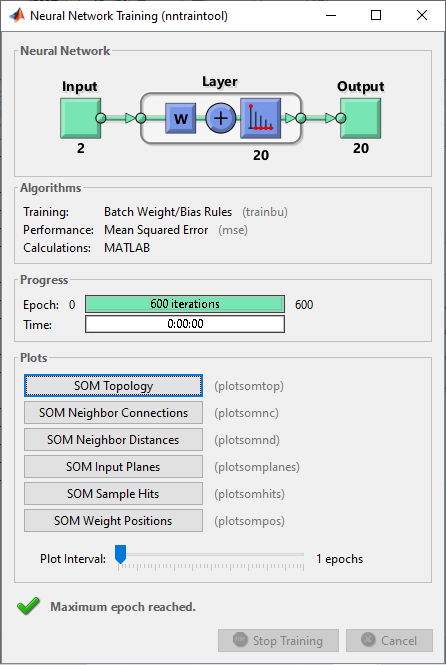 Neural Network Training (nntraintool)
Neural Network
Input
Layer
Output
W
+
2
20
20
Algorithms
Training: Batch Weight/Bias Rules (trainbu)
Performance: Mean Squared Error (mse)
Calculations: MATLAB
Progress
Epoch: 0 600 iterations 600
Time: 0:00:00
Plots
SOM Topology (plotsomtop)
SOM Neighbor Connections (plotsomnc)
SOM Neighbor Distances (plotsomnd)
SOM Input Planes (plotsomplanes)
SOM Sample Hits (plotsomhits)
SOM Weight Positions (plotsompos)
Plot Interval: 1 epochs
Maximum epoch reached.
Stop Training Cancel